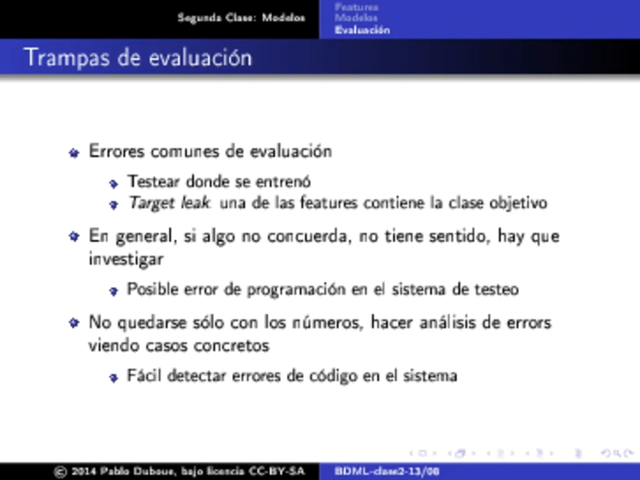 Segunda Clase: Modelos
Features
Modelos
Evaluación
Trampas de evaluación
Errores comunes de evaluación
Testear donde se entrenó
Target leak: una de las features contiene la clase objetivo
En general, si algo no concuerda, no tiene sentido, hay que
investigar
Posible error de programación en el sistema de testeo
No quedarse sólo con los números, hacer análisis de errors
viendo casos concretos
Fácil detectar errores de código en el sistema
© 2014 Pablo Duboue, bajo licencia CC-BY-SA
BDML-clase2-13/08